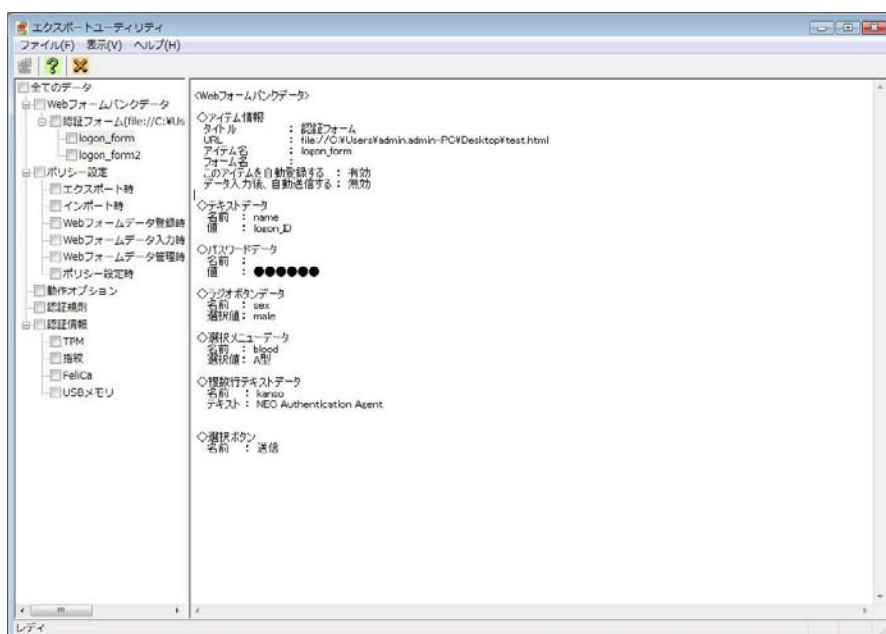 エクスポートユーティリティ
ファイル(F) 表示(V) ヘルプ(H)
全てのデータ
Webフォームバンクデータ
認証フォーム(file://C:¥Us
logon_form
logon_form2
ポリシー設定
エクスポート時
インポート時
Webフォームデータ登録時
Webフォームデータ入力時
Webフォームデータ管理時
ポリシー設定時
動作オプション
認証規則
認証情報
TPM
指紋
FeliCa
USBメモリ
<Webフォームバンクデータ>
◇アイテム情報
タイトル : 認証フォーム
URL : file://C:¥Users¥admin.admin-PC¥Desktop¥test.html
アイテム名 : logon_form
フォーム名 :
このアイテムを自動登録する : 有効
データ入力後、自動送信する : 無効
◇テキストデータ
名前 : name
値 : logon_ID
◇パスワードデータ
名前 :
値 : ●●●●●●
◇ラジオボタンデータ
名前 : sex
選択値 : male
◇選択メニューデータ
名前 : blood
選択値 : A型
◇複数行テキストデータ
名前 : kanso
テキスト : NEC Authentication Agent
◇選択ボタン
名前 : 送信
レディ